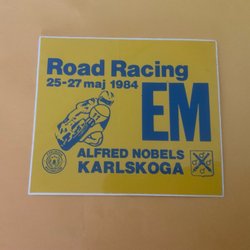 Road Racing
25-27 maj 1984
EM
ALFRED NOBELS
KARLSKOGA